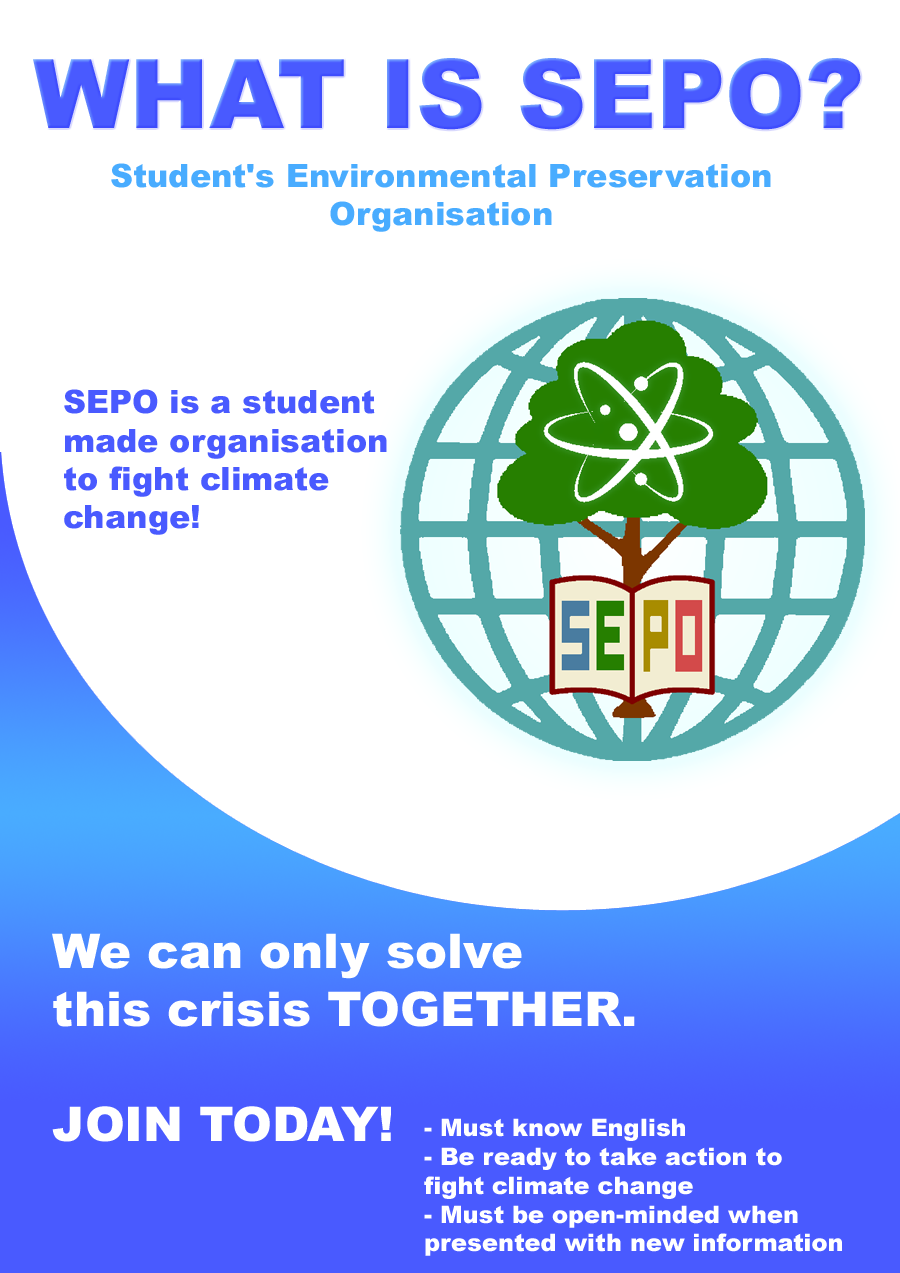 WHAT IS SEPO?
Student's Environmental Preservation
Organisation
SEPO is a student
made organisation
to fight climate
change!
SEPO
We can only solve
this crisis TOGETHER.
JOIN TODAY!
- Must know English
- Be ready to take action to
fight climate change
- Must be open-minded when
presented with new information